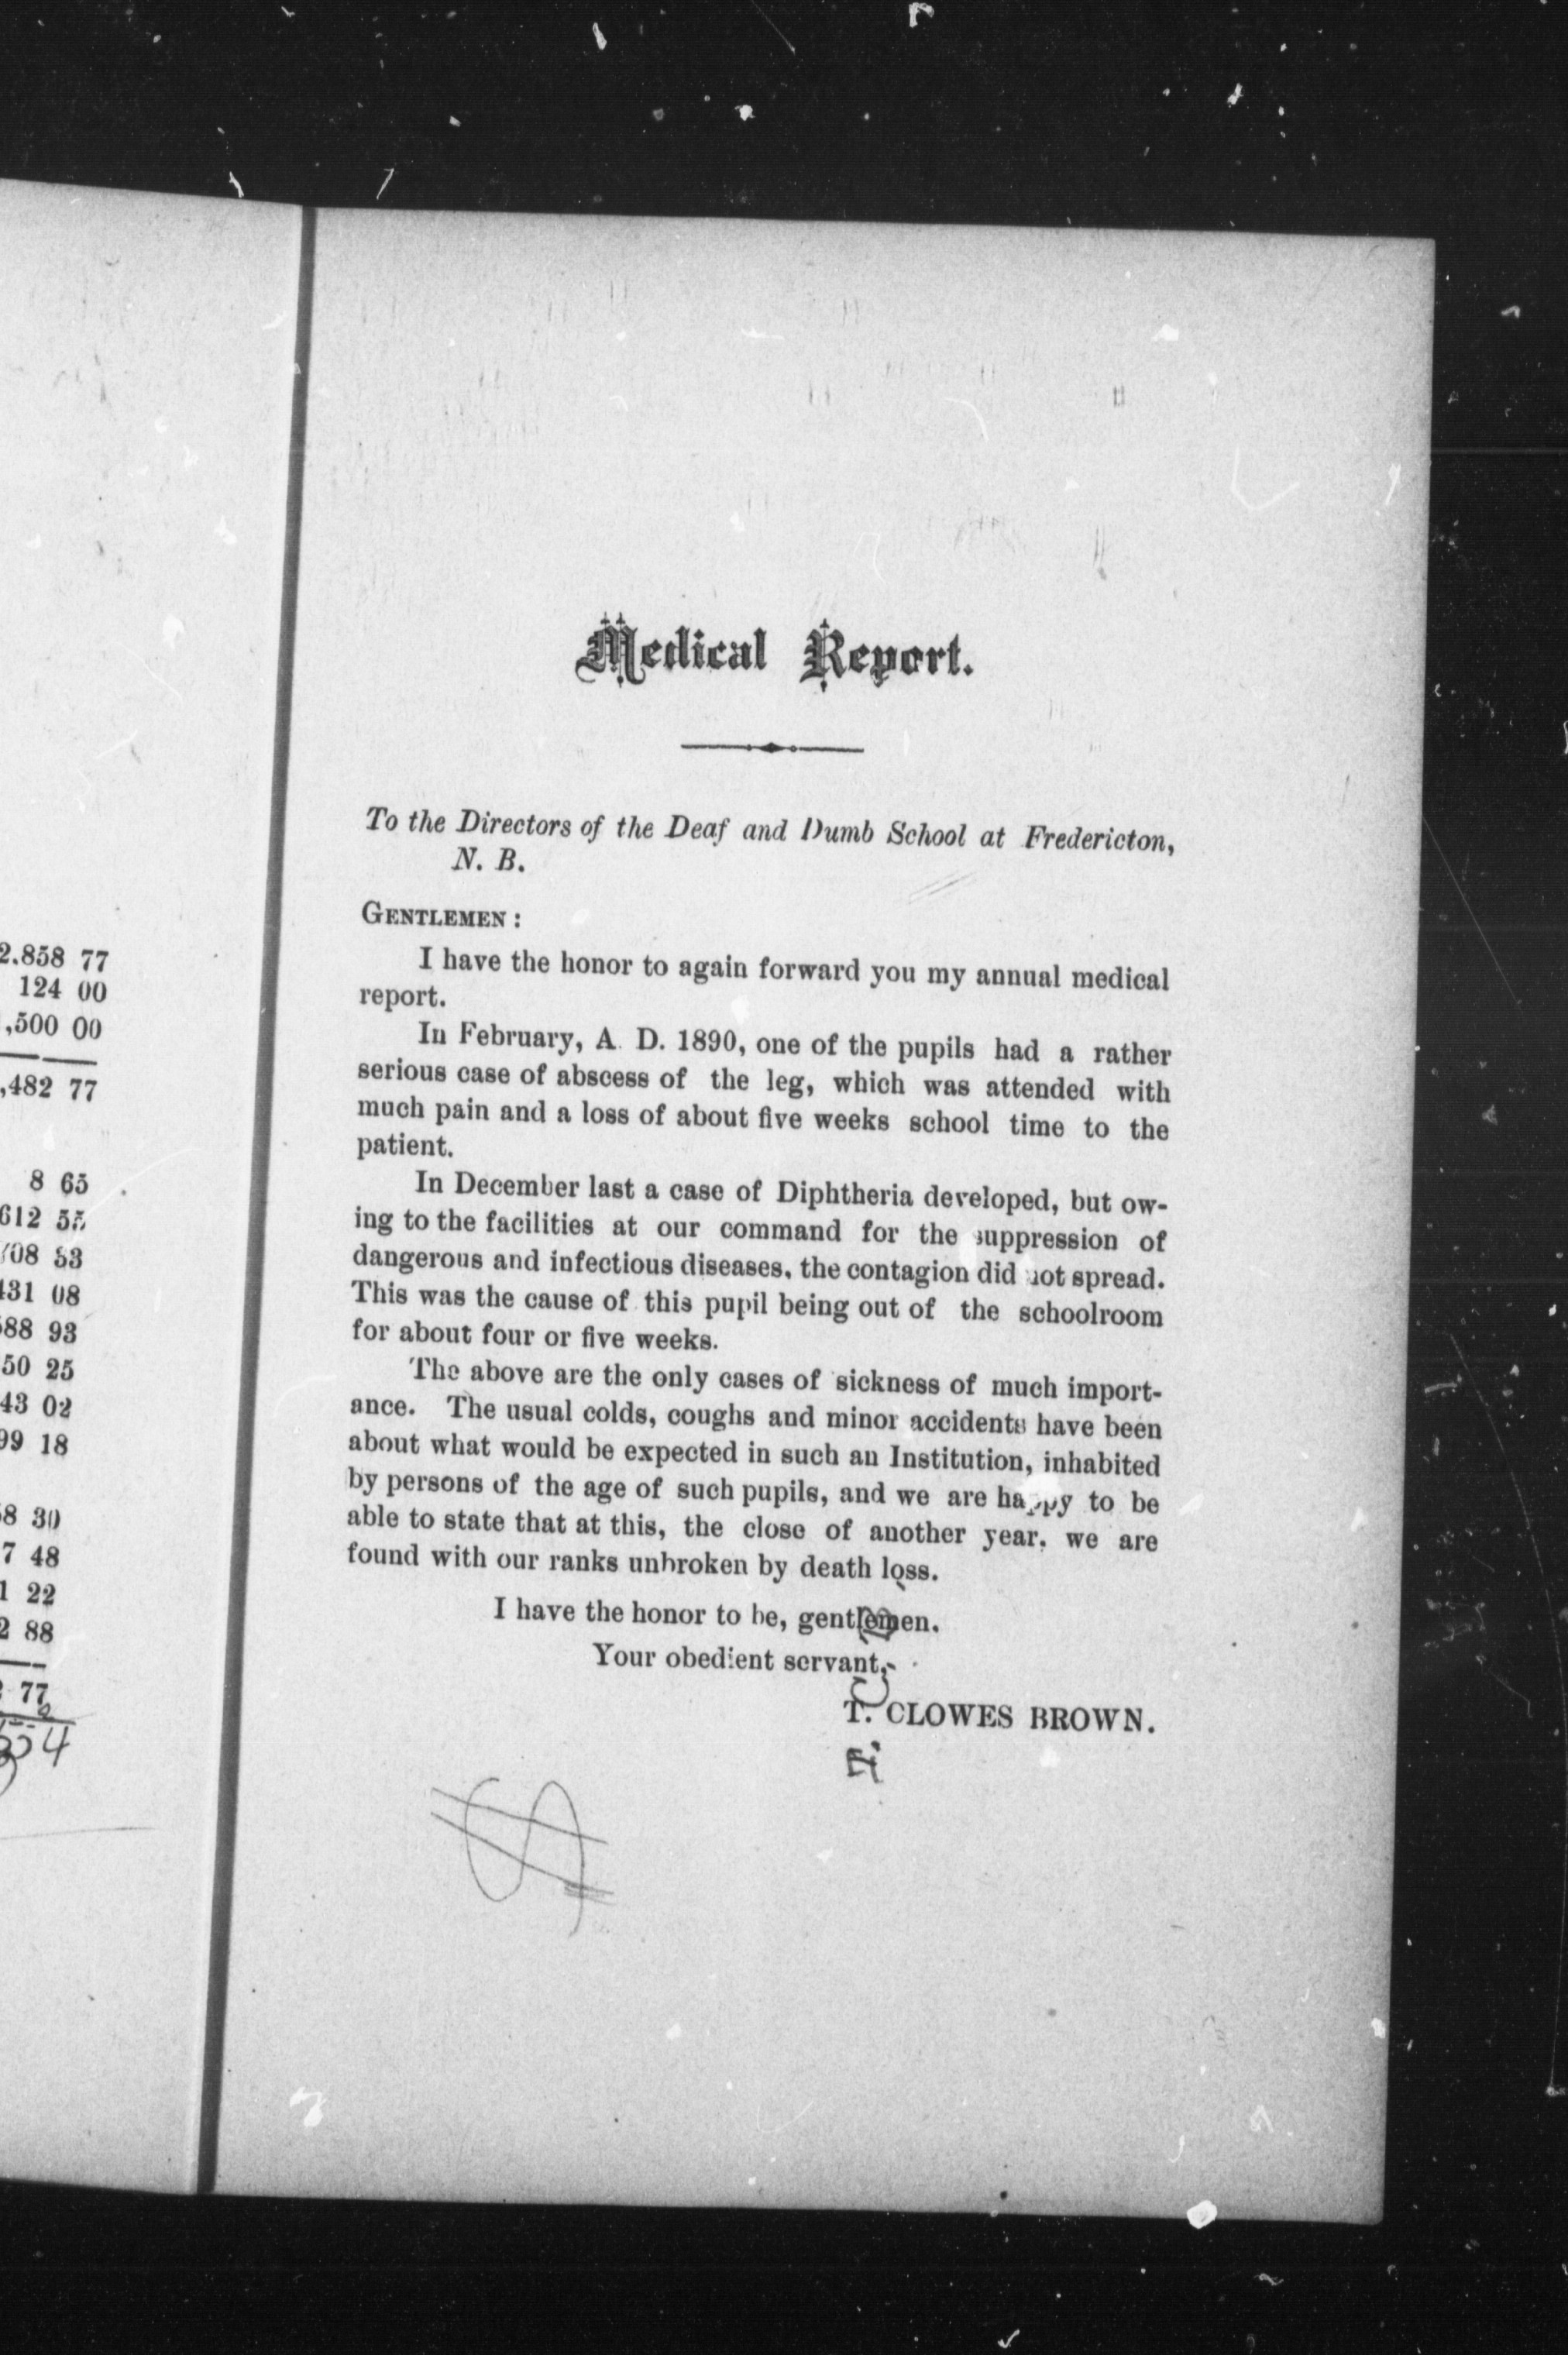 2.858 77
124 00
,500 00
,482 77
8 65
612 55
08 53
431 08
88 93
50 25
43 02
99 18
8 30
7 48
1 22
2 88
77
Medical Report.
To the Directors of the Deaf and Dumb School at Fredericton,
N. B.
GENTLEMEN :
I have the honor to again forward you my annual medical
report.
In February, A. D. 1890, one of the pupils had a rather
serious case of abscess of the leg, which was attended with
much pain and a loss of about five weeks school time to the
patient.
In December last a case of Diphtheria developed, but ow-
ing to the facilities at our command for the suppression of
dangerous and infectious diseases, the contagion did not spread.
This was the cause of this pupil being out of the schoolroom
for about four or five weeks.
The above are the only cases of sickness of much import-
ance. The usual colds, coughs and minor accidents have been
about what would be expected in such an Institution, inhabited
by persons of the age of such pupils, and we are happy to be
able to state that at this, the close of another year, we are
found with our ranks unbroken by death loss.
I have the honor to be, gentlemen.
Your obedient servant,
T. CLOWES BROWN.